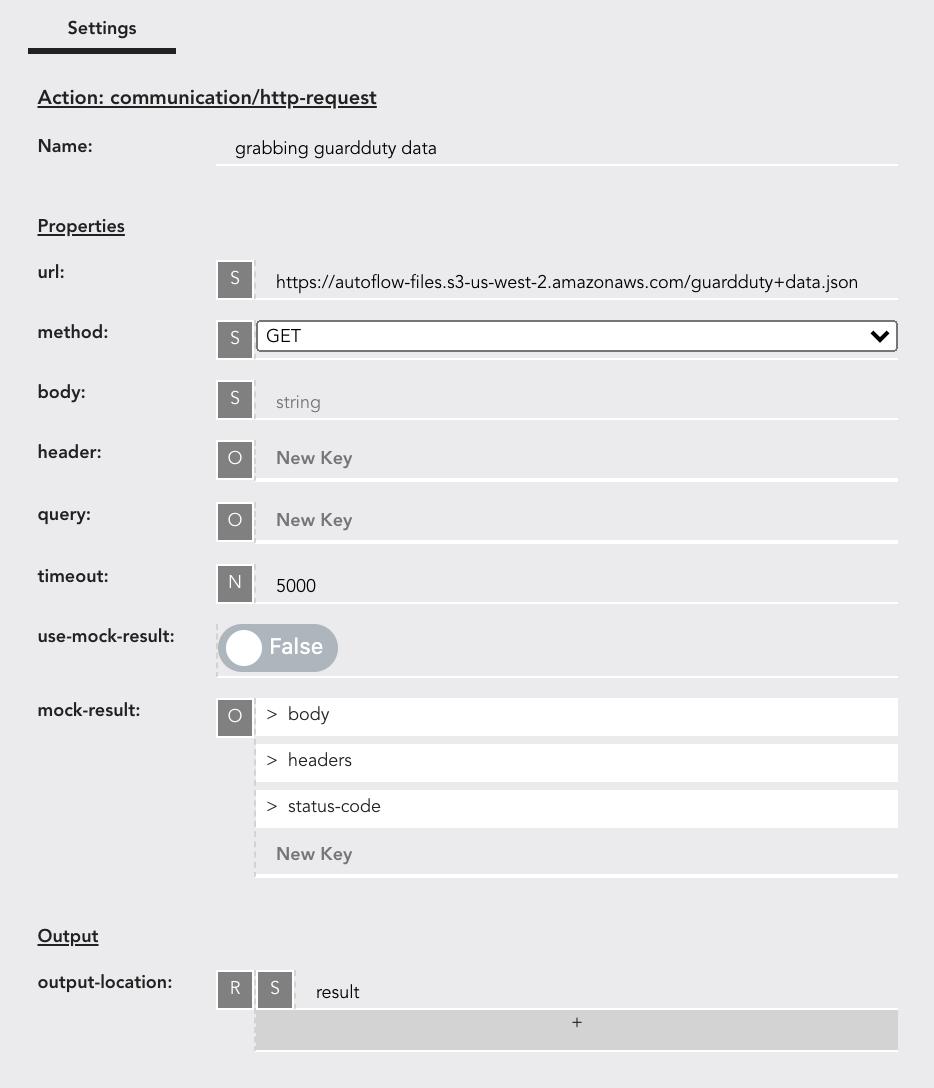 Settings
Action: communication/http-request
Name: grabbing guardduty data
Properties
url: S https://autoflow-files.s3-us-west-2.amazonaws.com/guardduty+data.json
method: S GET
body: S string
header: O New Key
query: O New Key
timeout: N 5000
use-mock-result: False
mock-result: O > body
> headers
> status-code
New Key
Output
output-location: R S result
+